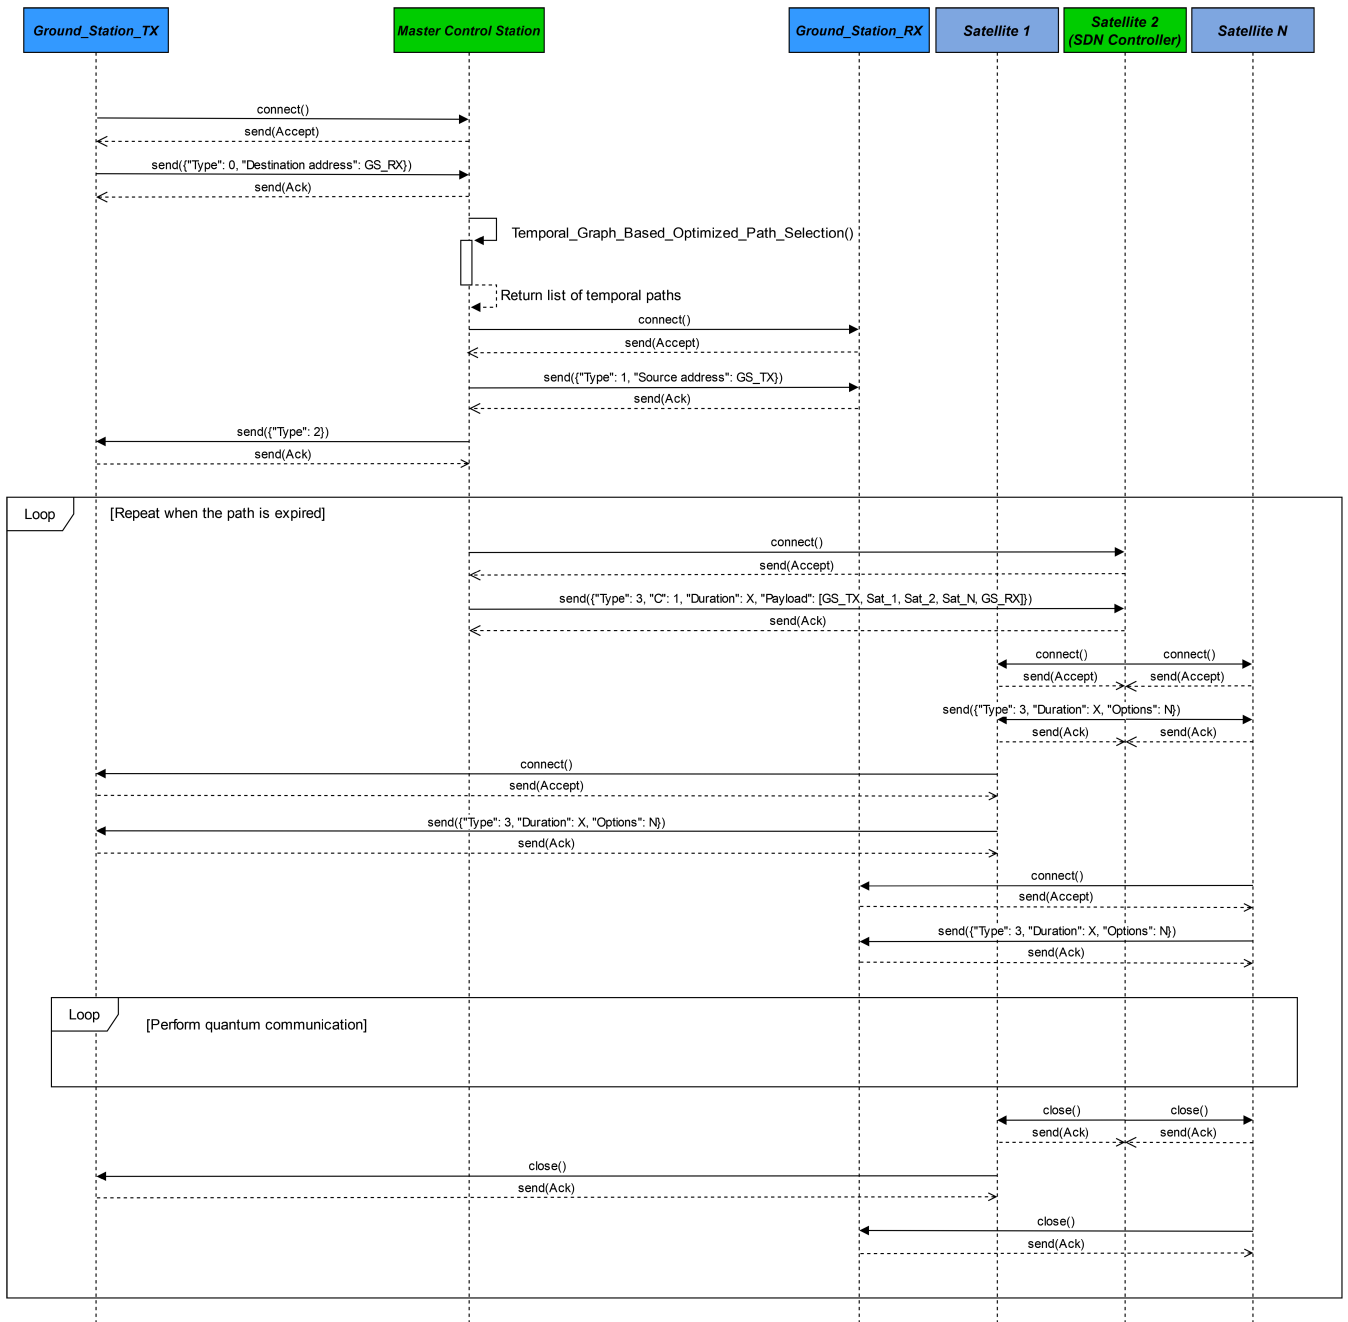 Ground_Station_TX
Master Control Station
Ground_Station_RX
Satellite 1
Satellite 2
(SDN Controller)
Satellite N
connect()
send(Accept)
send({"Type": 0, "Destination address": GS_RX})
send(Ack)
Temporal_Graph_Based_Optimized_Path_Selection()
Return list of temporal paths
connect()
send(Accept)
send({"Type": 1, "Source address": GS_TX})
send(Ack)
send({"Type": 2})
send(Ack)
Loop
[Repeat when the path is expired]
connect()
send(Accept)
send({"Type": 3, "C": 1, "Duration": X, "Payload": [GS_TX, Sat_1, Sat_2, Sat_N, GS_RX]})
send(Ack)
connect()
connect()
send(Accept)
send(Accept)
send({"Type": 3, "Duration": X, "Options": N})
send(Ack)
send(Ack)
connect()
send(Accept)
send({"Type": 3, "Duration": X, "Options": N})
send(Ack)
connect()
send(Accept)
send({"Type": 3, "Duration": X, "Options": N})
send(Ack)
Loop
[Perform quantum communication]
close()
close()
send(Ack)
send(Ack)
close()
send(Ack)
close()
send(Ack)